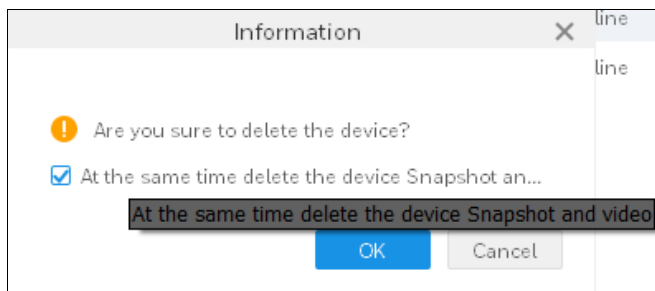 Information
line
line
Are you sure to delete the device?
At the same time delete the device Snapshot an...
At the same time delete the device Snapshot and video
OK
Cancel